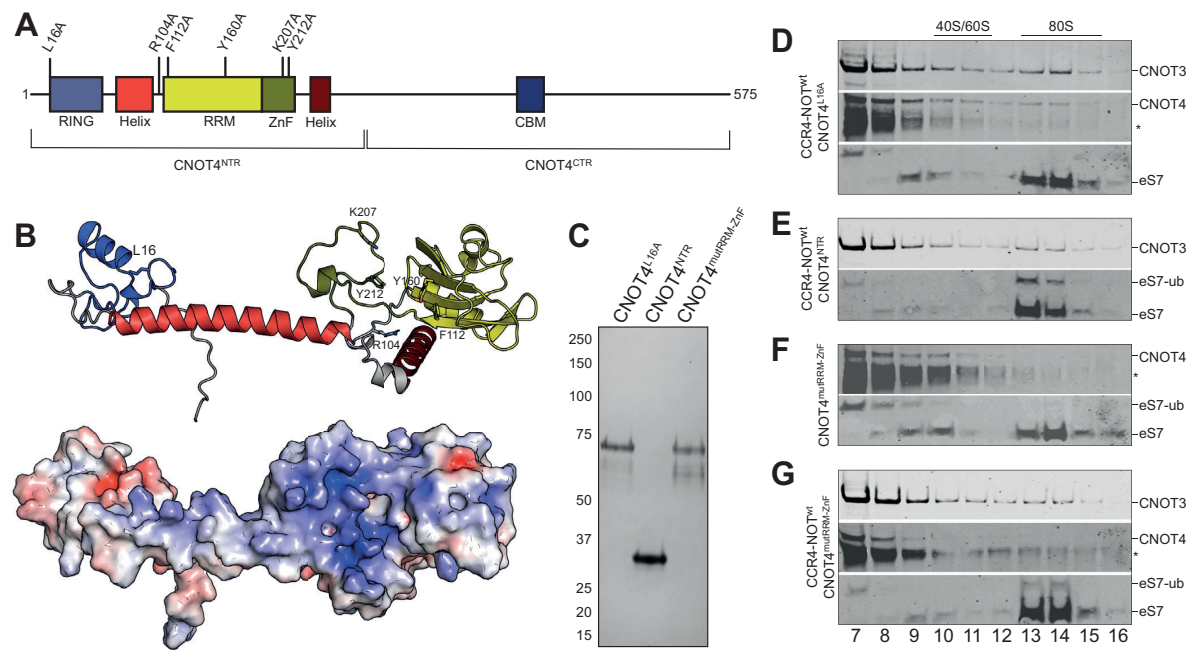 A
L16A
R104A
F112A
Y160A
K207A
Y212A
1
575
RING
Helix
RRM
ZnF
Helix
CBM
CNOT4NTR
CNOT4CTR
B
L16
K207
Y212
Y160
R104
F112
C
CNOT4L16A
CNOT4NTR
CNOT4mutRRM-ZnF
250
150
100
75
50
37
25
20
15
40S/60S
80S
D
CCR4-NOTwt
CNOT4L16A
CNOT3
CNOT4
*
eS7
E
CCR4-NOTwt
CNOT4NTR
CNOT3
eS7-ub
eS7
F
CNOT4mutRRM-ZnF
CNOT4
*
eS7-ub
eS7
G
CCR4-NOTwt
CNOT4mutRRM-ZnF
CNOT3
CNOT4
*
eS7-ub
eS7
7 8 9 10 11 12 13 14 15 16